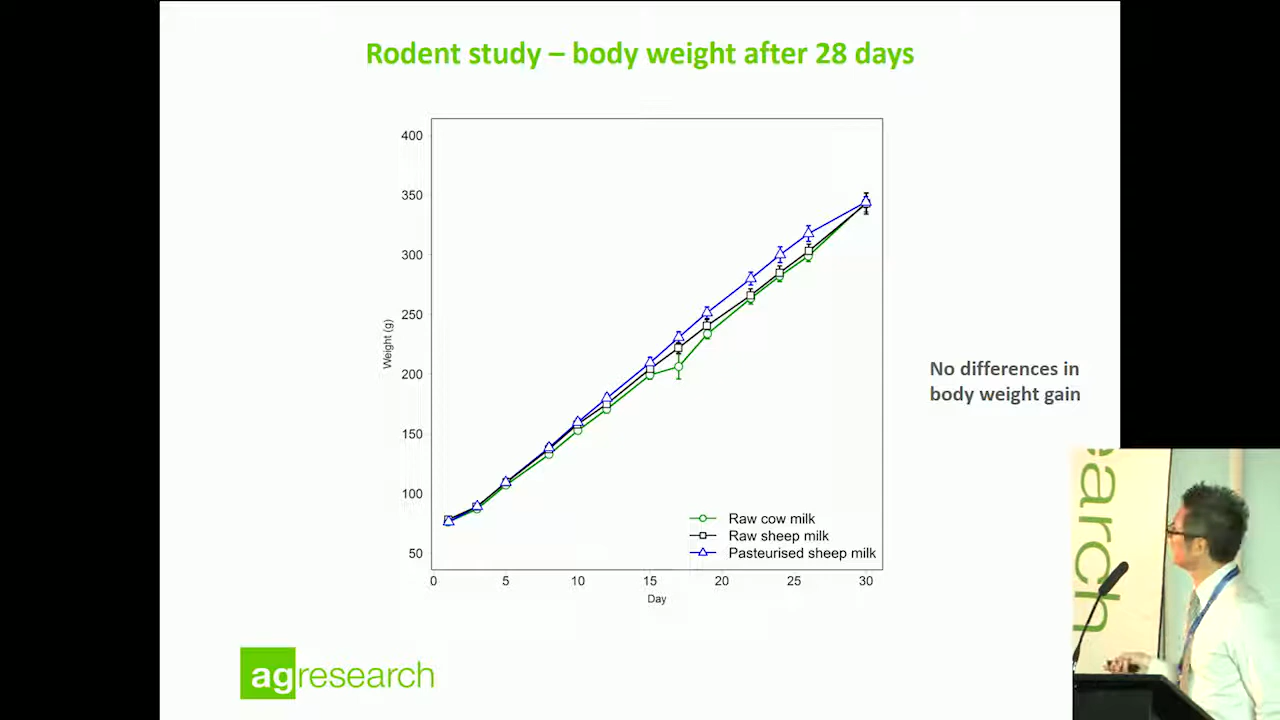 Rodent study – body weight after 28 days
400
350
300
250
200
150
100
50
Weight (g)
0 5 10 15 20 25 30
Day
Raw cow milk
Raw sheep milk
Pasteurised sheep milk
No differences in
body weight gain
agresearch
earch